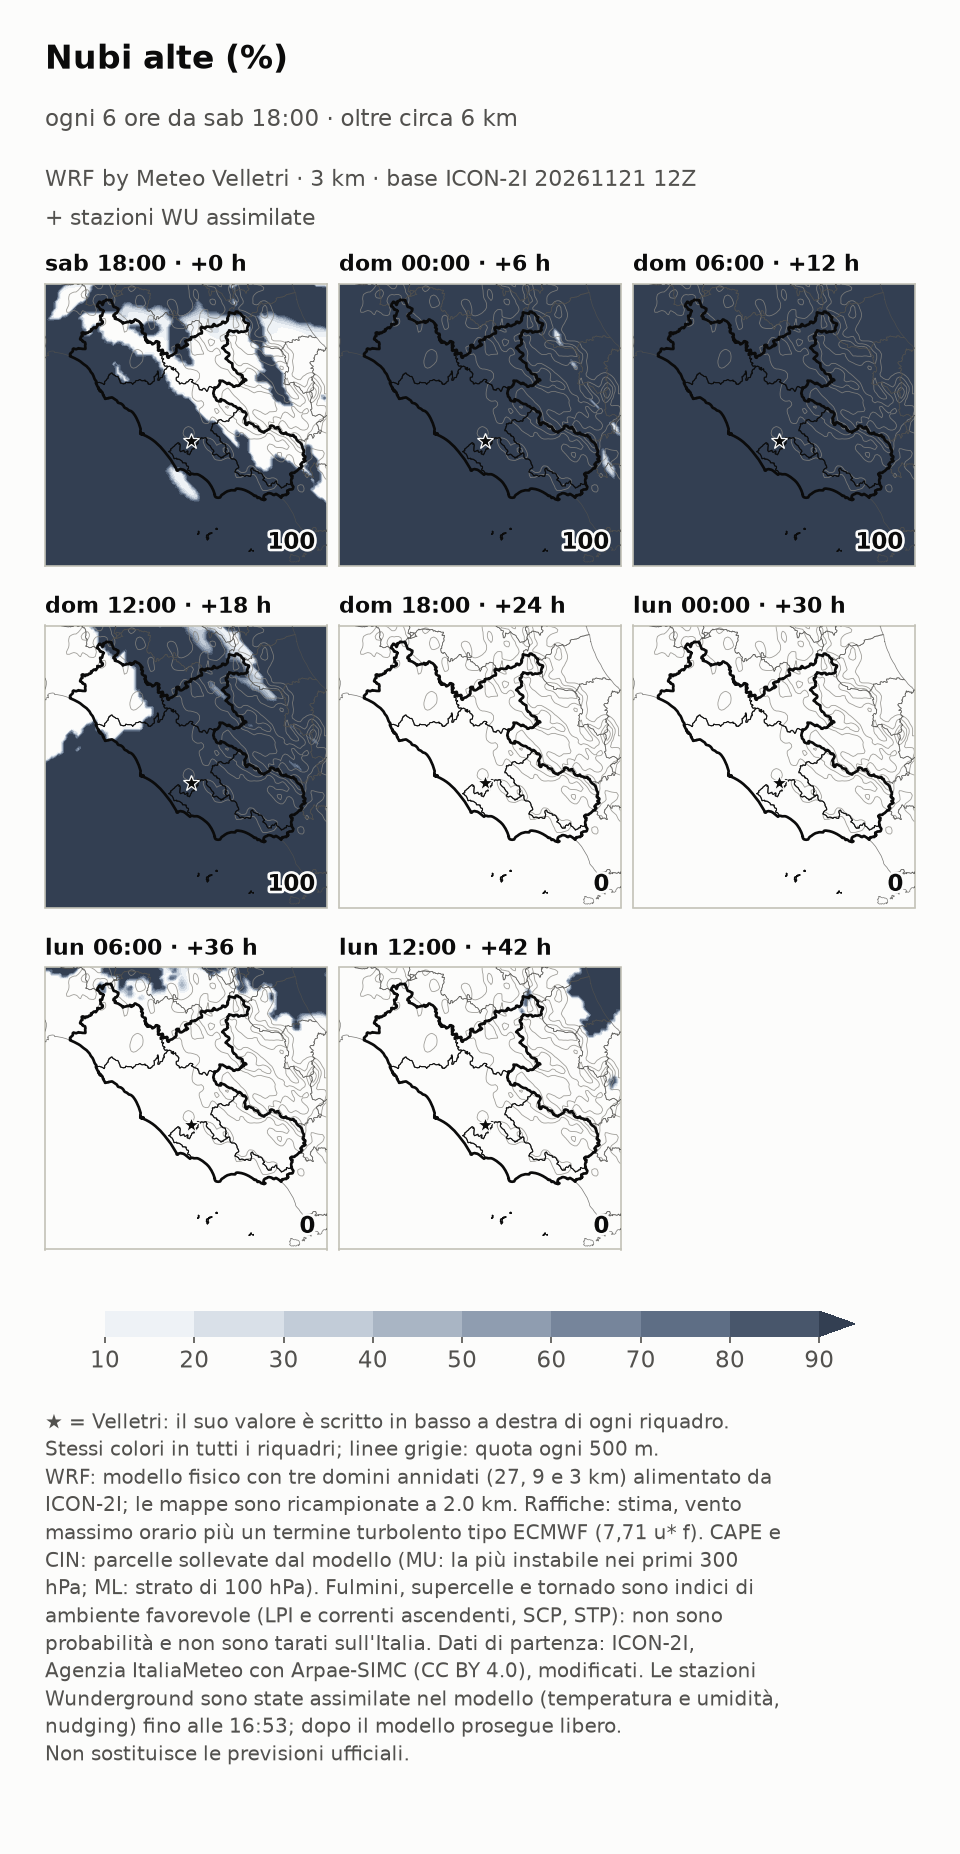 Nubi alte (%)
ogni 6 ore da sab 18:00 · oltre circa 6 km
WRF by Meteo Velletri · 3 km · base ICON-2I 20261121 12Z
+ stazioni WU assimilate
sab 18:00 · +0 h
dom 00:00 · +6 h
dom 06:00 · +12 h
100
100
100
dom 12:00 · +18 h
dom 18:00 · +24 h
lun 00:00 · +30 h
100
0
0
lun 06:00 · +36 h
lun 12:00 · +42 h
0
0
10 20 30 40 50 60 70 80 90
★ = Velletri: il suo valore è scritto in basso a destra di ogni riquadro.
Stessi colori in tutti i riquadri; linee grigie: quota ogni 500 m.
WRF: modello fisico con tre domini annidati (27, 9 e 3 km) alimentato da
ICON-2I; le mappe sono ricampionate a 2.0 km. Raffiche: stima, vento
massimo orario più un termine turbolento tipo ECMWF (7,71 u* f). CAPE e
CIN: parcelle sollevate dal modello (MU: la più instabile nei primi 300
hPa; ML: strato di 100 hPa). Fulmini, supercelle e tornado sono indici di
ambiente favorevole (LPI e correnti ascendenti, SCP, STP): non sono
probabilità e non sono tarati sull'Italia. Dati di partenza: ICON-2I,
Agenzia ItaliaMeteo con Arpae-SIMC (CC BY 4.0), modificati. Le stazioni
Wunderground sono state assimilate nel modello (temperatura e umidità,
nudging) fino alle 16:53; dopo il modello prosegue libero.
Non sostituisce le previsioni ufficiali.